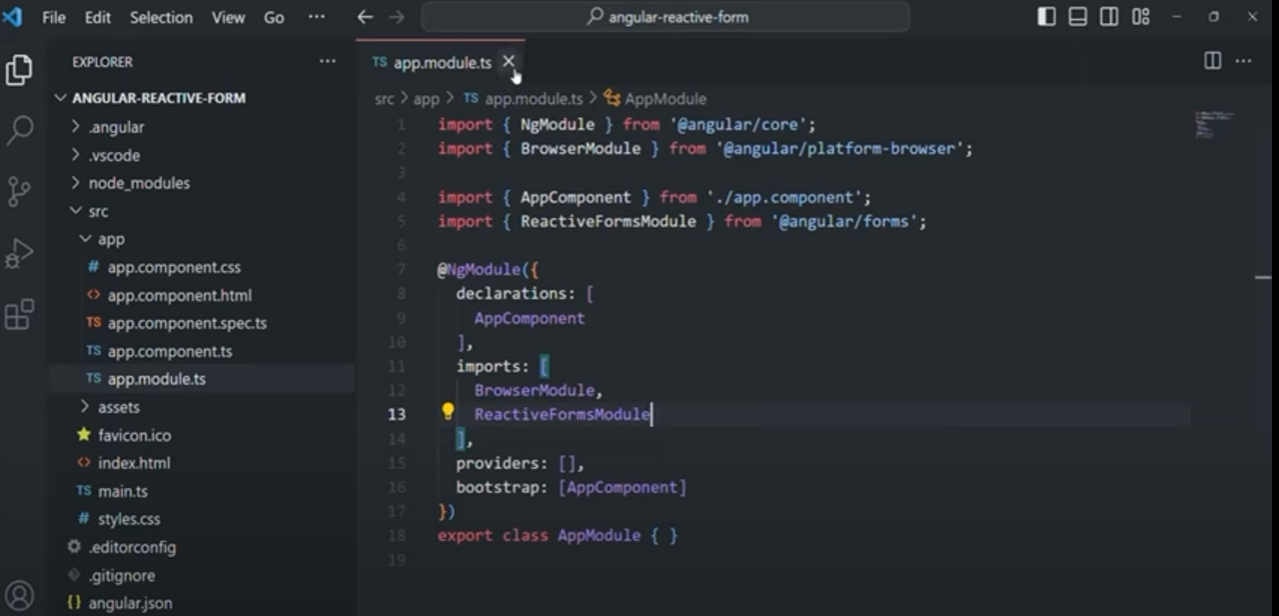 File Edit Selection View Go ··· angular-reactive-form
EXPLORER ···
ANGULAR-REACTIVE-FORM
.angular
.vscode
node_modules
src
app
# app.component.css
<> app.component.html
TS app.component.spec.ts
TS app.component.ts
TS app.module.ts
assets
favicon.ico
<> index.html
TS main.ts
# styles.css
.editorconfig
.gitignore
{} angular.json
TS app.module.ts
src > app > TS app.module.ts > AppModule
1 import { NgModule } from '@angular/core';
2 import { BrowserModule } from '@angular/platform-browser';
3
4 import { AppComponent } from './app.component';
5 import { ReactiveFormsModule } from '@angular/forms';
6
7 @NgModule({
8 declarations: [
9 AppComponent
10 ],
11 imports: [
12 BrowserModule,
13 ReactiveFormsModule
14 ],
15 providers: [],
16 bootstrap: [AppComponent]
17 })
18 export class AppModule { }
19